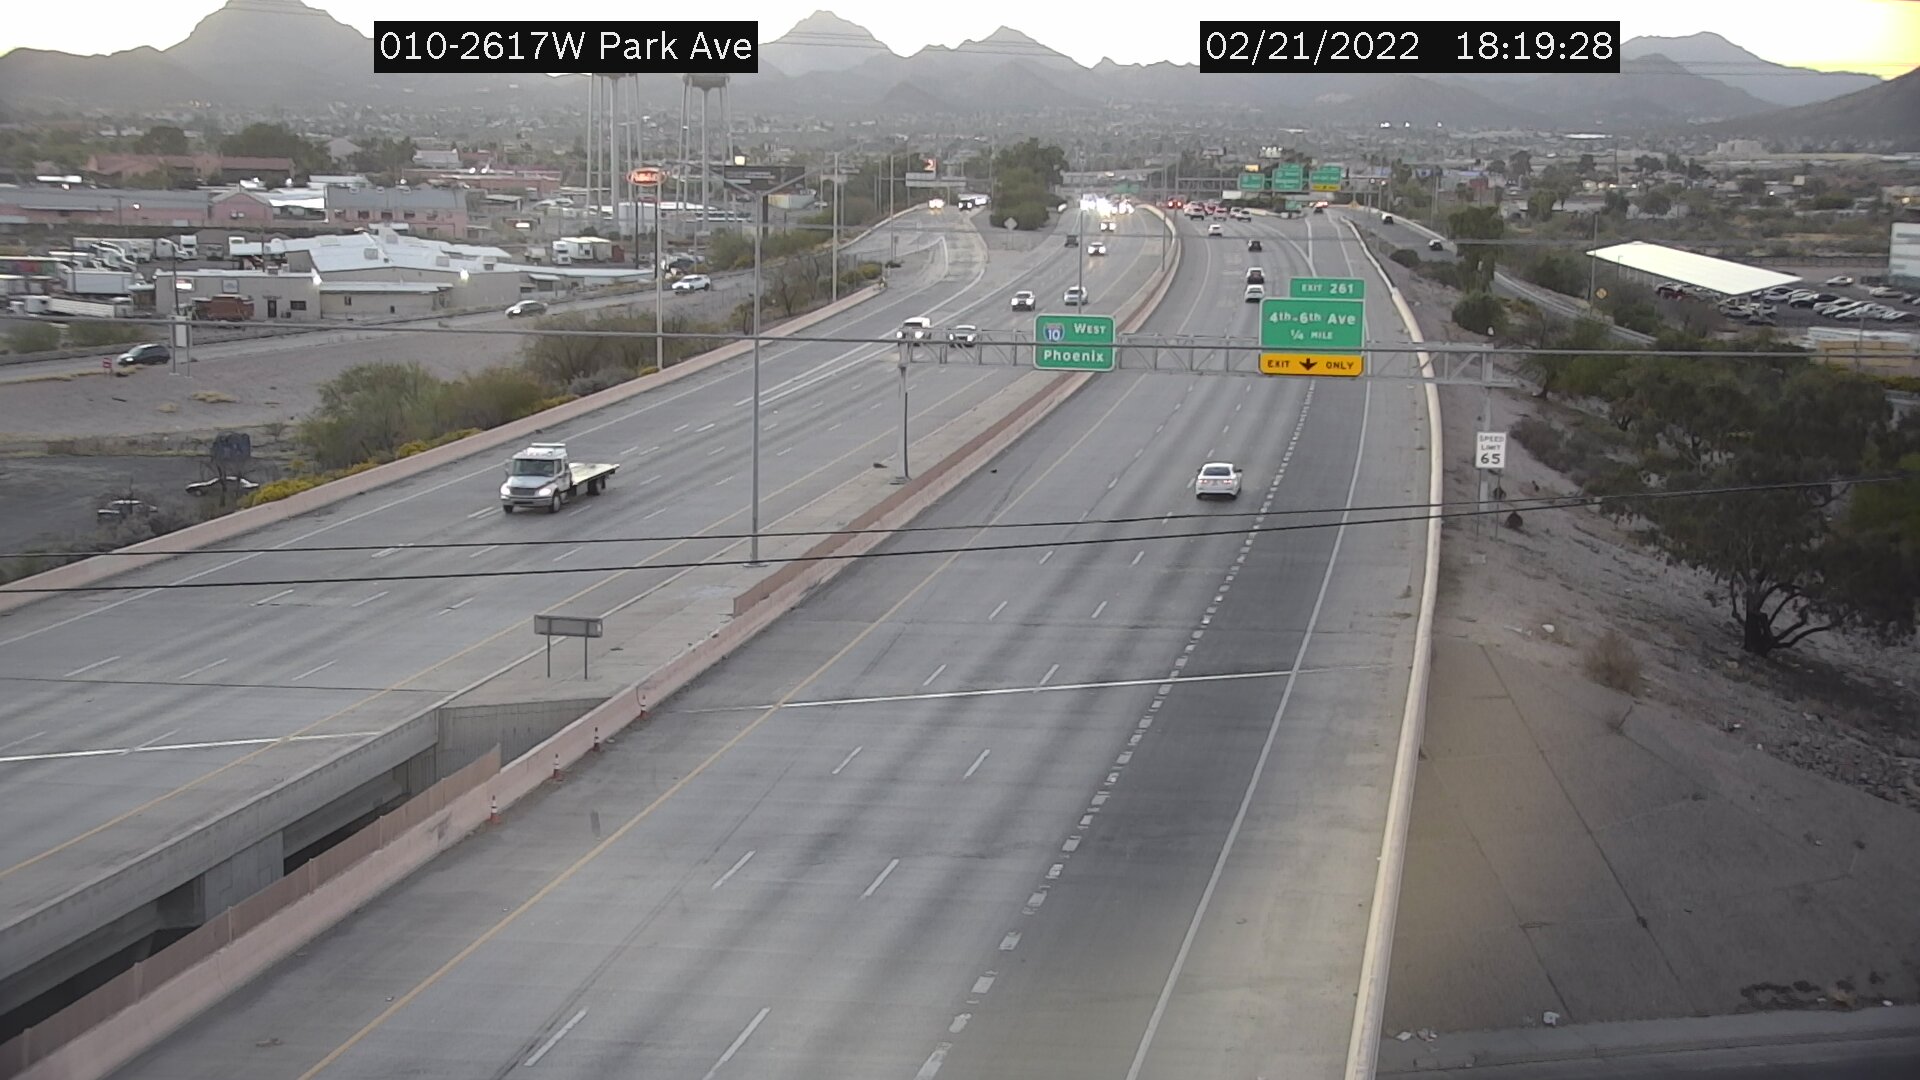 010-2617W Park Ave
02/21/2022 18:19:28
EXIT 261
4th-6th Ave
1/4 MILE
EXIT ONLY
10 WEST
Phoenix
SPEED
LIMIT
65